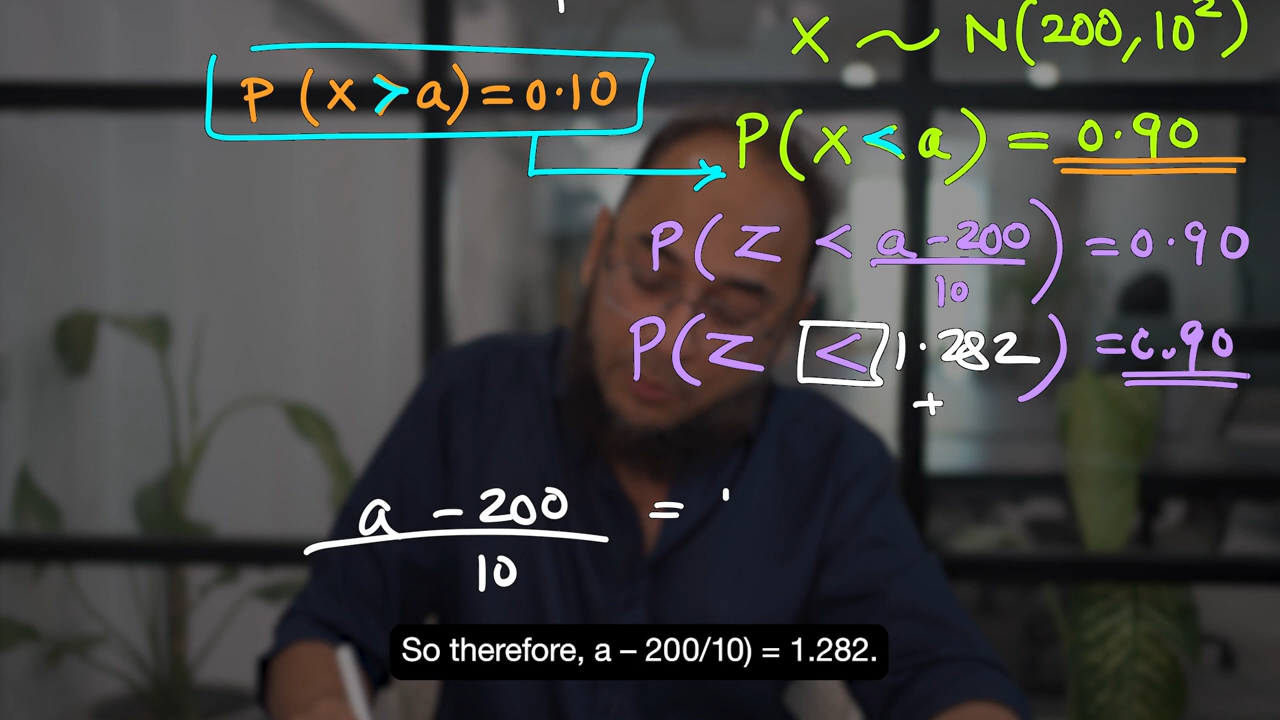 X ~ N(200, 10²)
P(X > a) = 0.10
P(X < a) = 0.90
P(Z < a - 200 / 10) = 0.90
P(Z < 1.282) = 0.90
+
a - 200 / 10 =
So therefore, a – 200/10) = 1.282.